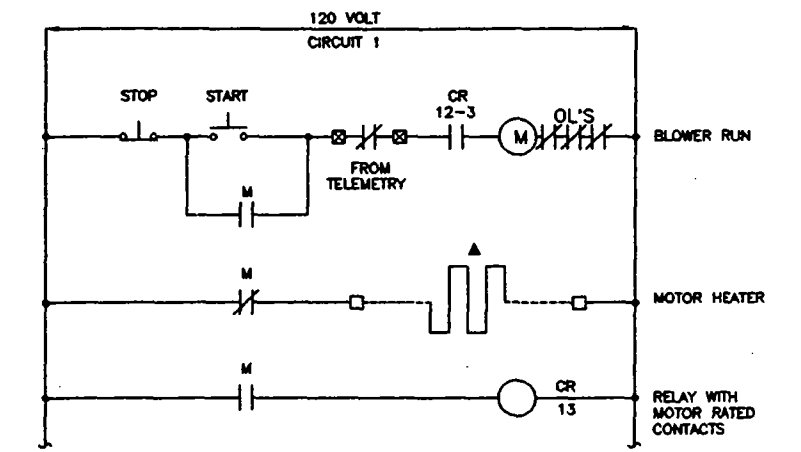 120 VOLT
CIRCUIT 1
STOP
START
CR
12-3
OL'S
M
BLOWER RUN
FROM
TELEMETRY
M
M
MOTOR HEATER
M
CR
13
RELAY WITH
MOTOR RATED
CONTACTS